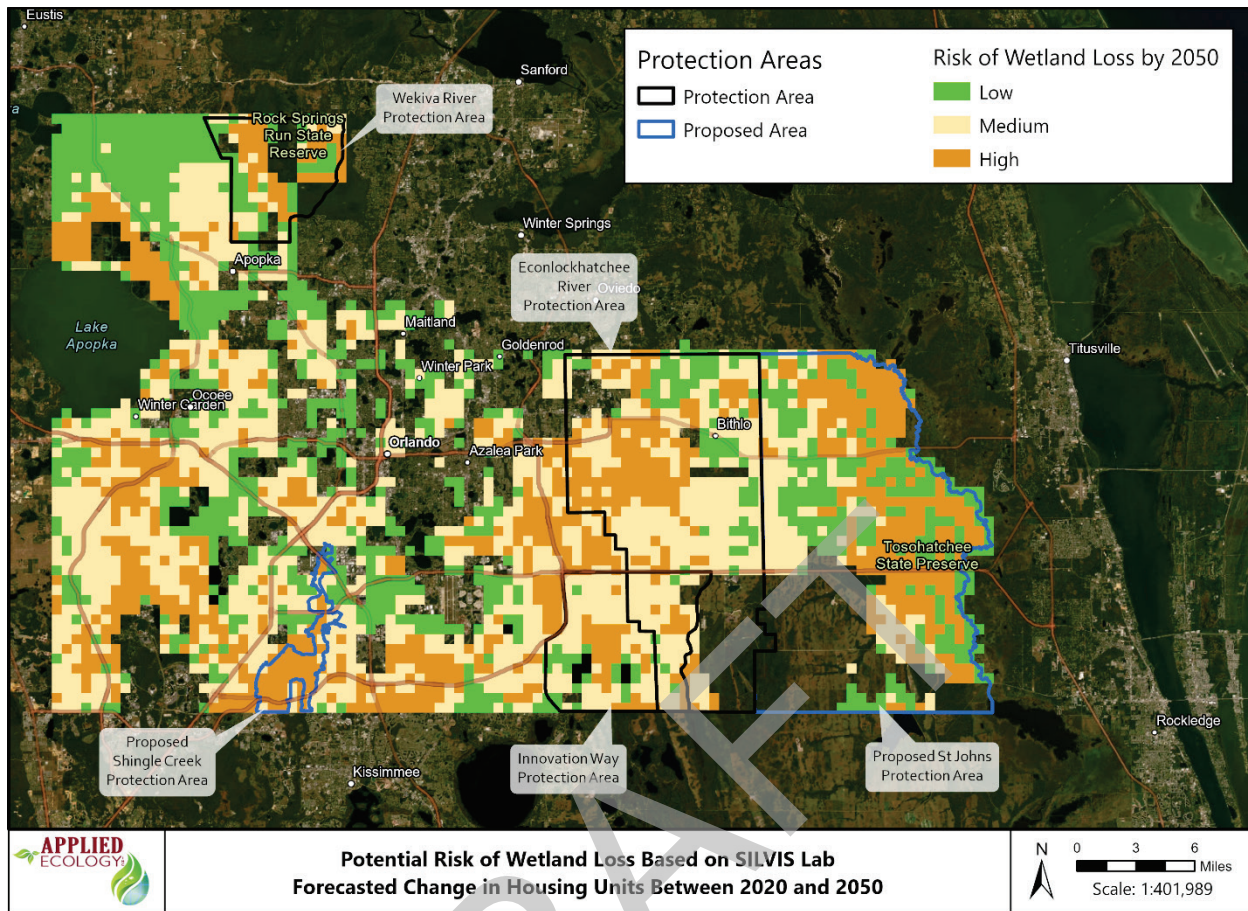 Eustis
Sanford
Wekiva River
Protection Area
Rock Springs
Run State
Reserve
Protection Areas
Protection Area
Proposed Area
Risk of Wetland Loss by 2050
Low
Medium
High
Winter Springs
Apopka
Econlockhatchee
River
Protection Area
Oviedo
Lake
Apopka
Maitland
Goldenrod
Titusville
Winter Park
Ocoee
Winter Garden
Bithlo
Orlando
Azalea Park
Tosohatchee
State Preserve
Proposed
Shingle Creek
Protection Area
Kissimmee
Innovation Way
Protection Area
Proposed St Johns
Protection Area
Rockledge
DRAFT
APPLIED
ECOLOGY
Potential Risk of Wetland Loss Based on SILVIS Lab
Forecasted Change in Housing Units Between 2020 and 2050
N
0 3 6
Miles
Scale: 1:401,989